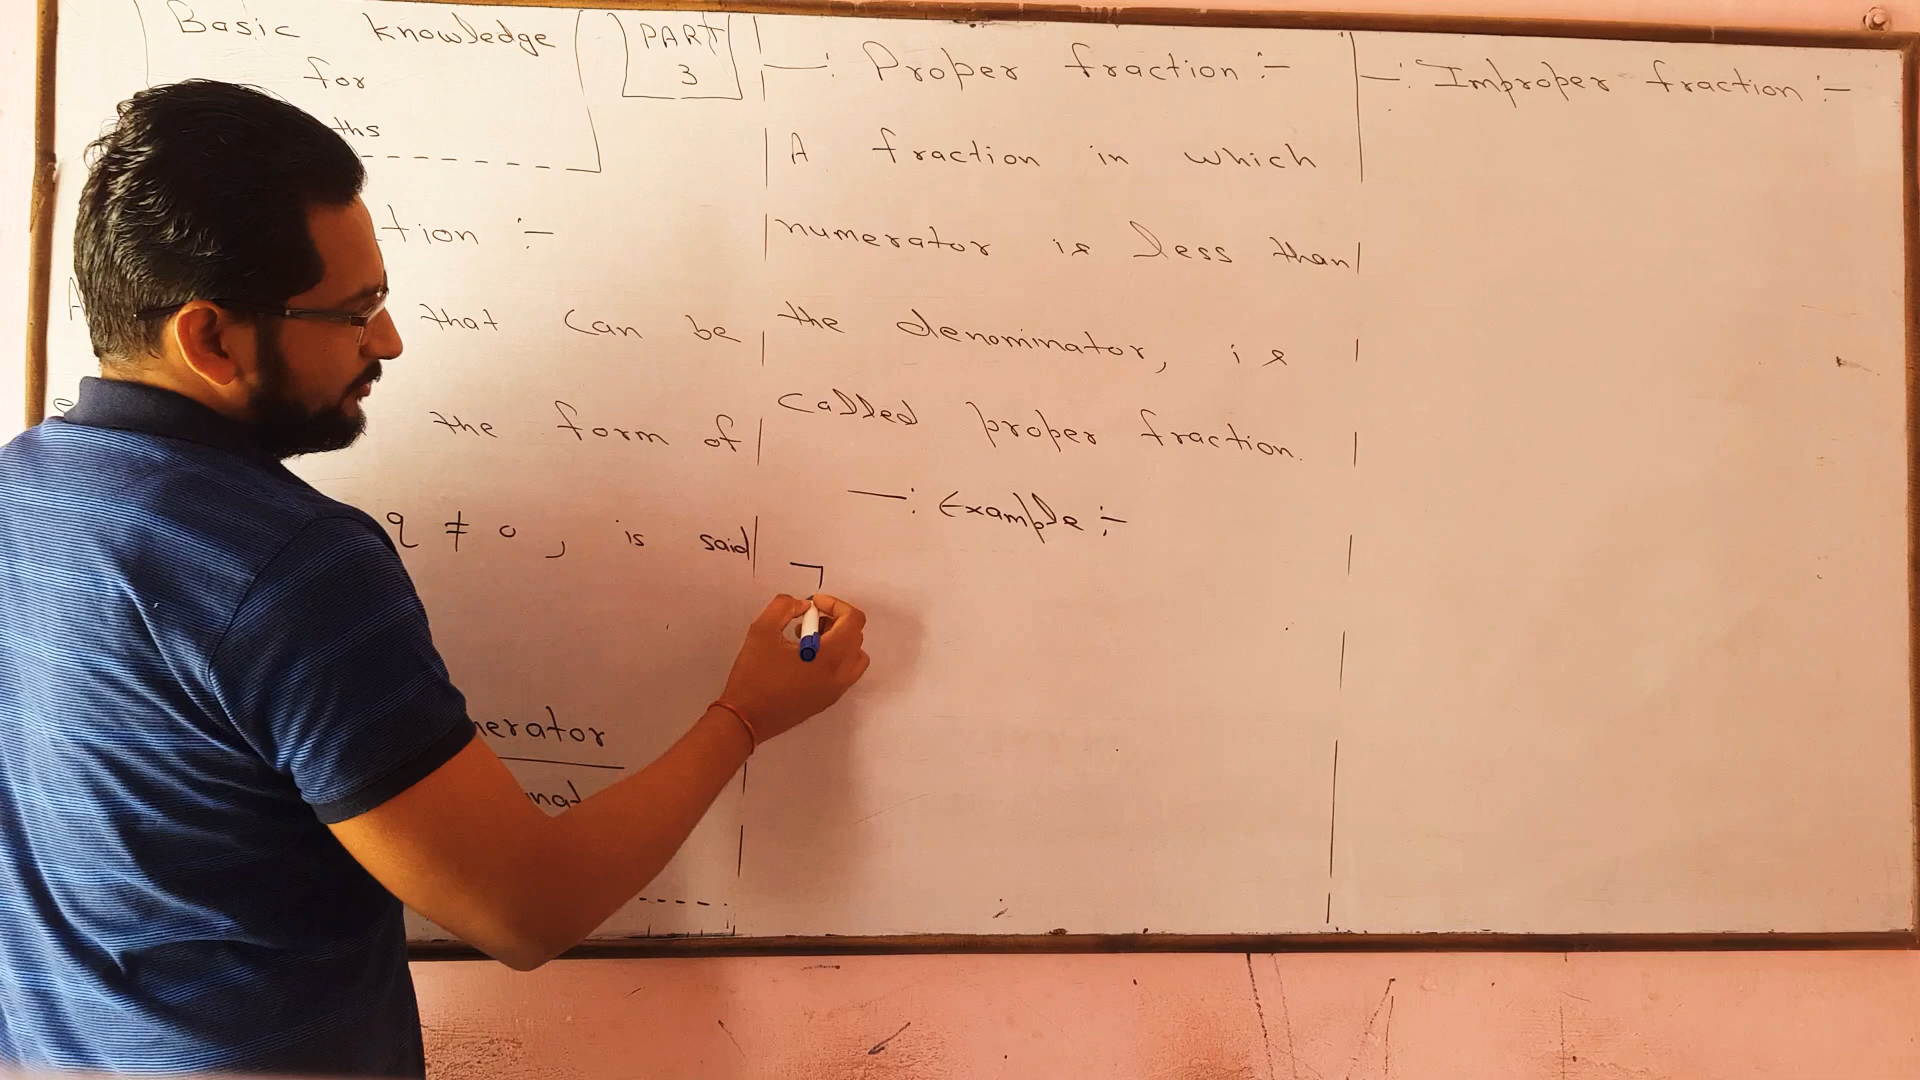 Basic knowledge
for
ths
PART
3
tion :-
that can be
the form of
q ≠ 0, is said
nerator
nat
—: Proper fraction :-
A fraction in which
numerator is less than
the denominator, is
called proper fraction.
—: Example :-
—: Improper fraction :-